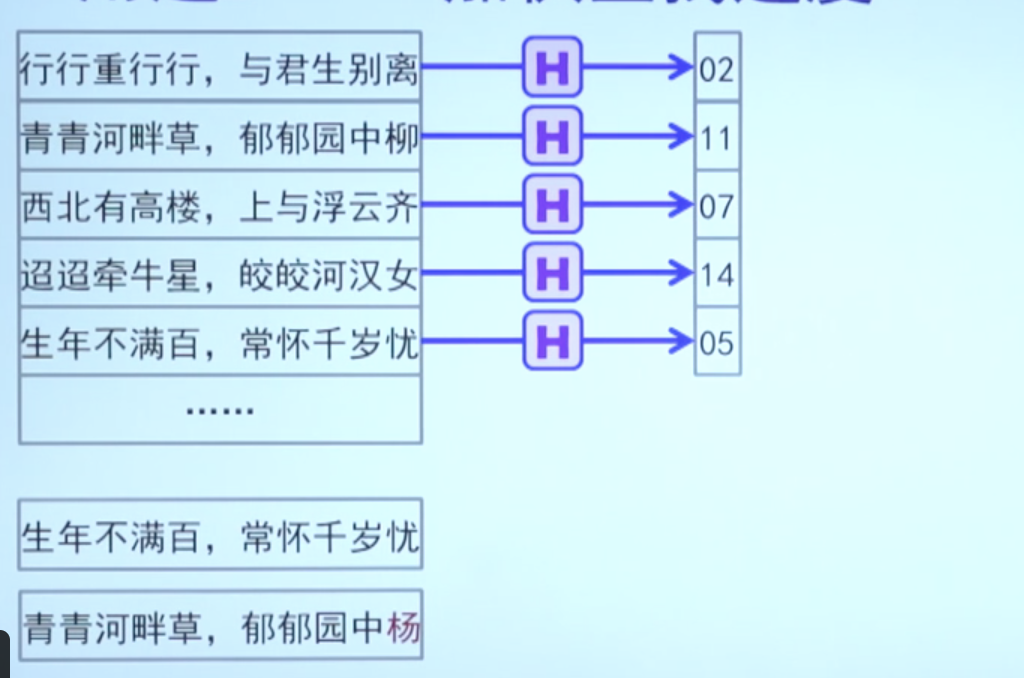 行行重行行，与君生别离 H 02
青青河畔草，郁郁园中柳 H 11
西北有高楼，上与浮云齐 H 07
迢迢牵牛星，皎皎河汉女 H 14
生年不满百，常怀千岁忧 H 05
……
生年不满百，常怀千岁忧
青青河畔草，郁郁园中杨